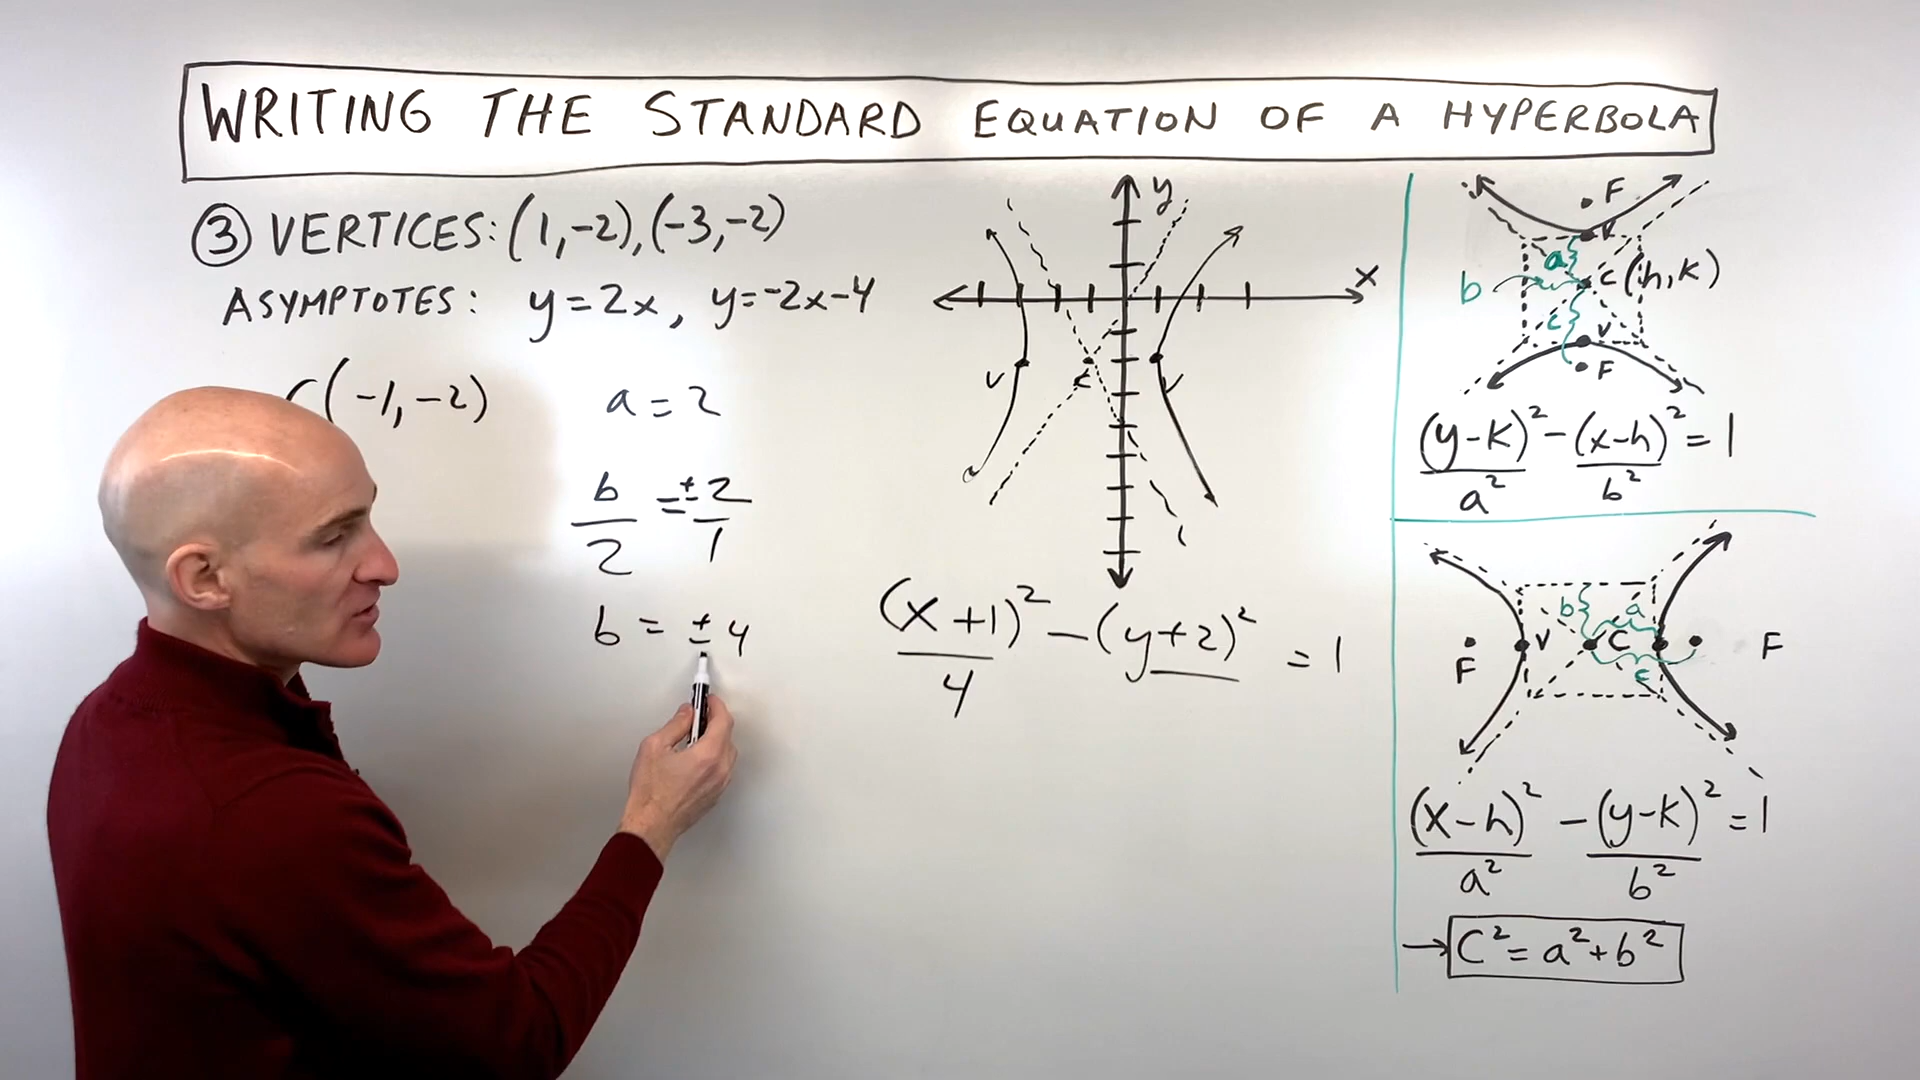 WRITING THE STANDARD EQUATION OF A HYPERBOLA
③ VERTICES: (1,-2), (-3,-2)
ASYMPTOTES: y=2x, y=-2x-4
C(-1,-2)
a=2
b/2 = ±2/1
b = ±4
y
x
V
C
V
(x+1)²/4 - (y+2)² = 1
F
V
a
b
C(h,k)
c
V
F
(y-k)²/a² - (x-h)²/b² = 1
b
a
F
V
C
F
c
(x-h)²/a² - (y-k)²/b² = 1
→ C²=a²+b²